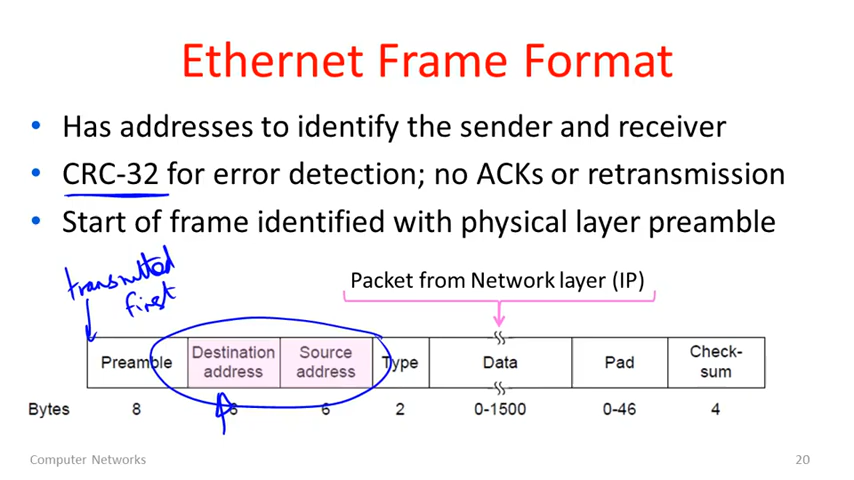 Ethernet Frame Format
• Has addresses to identify the sender and receiver
• CRC-32 for error detection; no ACKs or retransmission
• Start of frame identified with physical layer preamble
transmitted
first
Packet from Network layer (IP)
Preamble Destination address Source address Type Data Pad Check-sum
Bytes 8 6 6 2 0-1500 0-46 4
Computer Networks 20